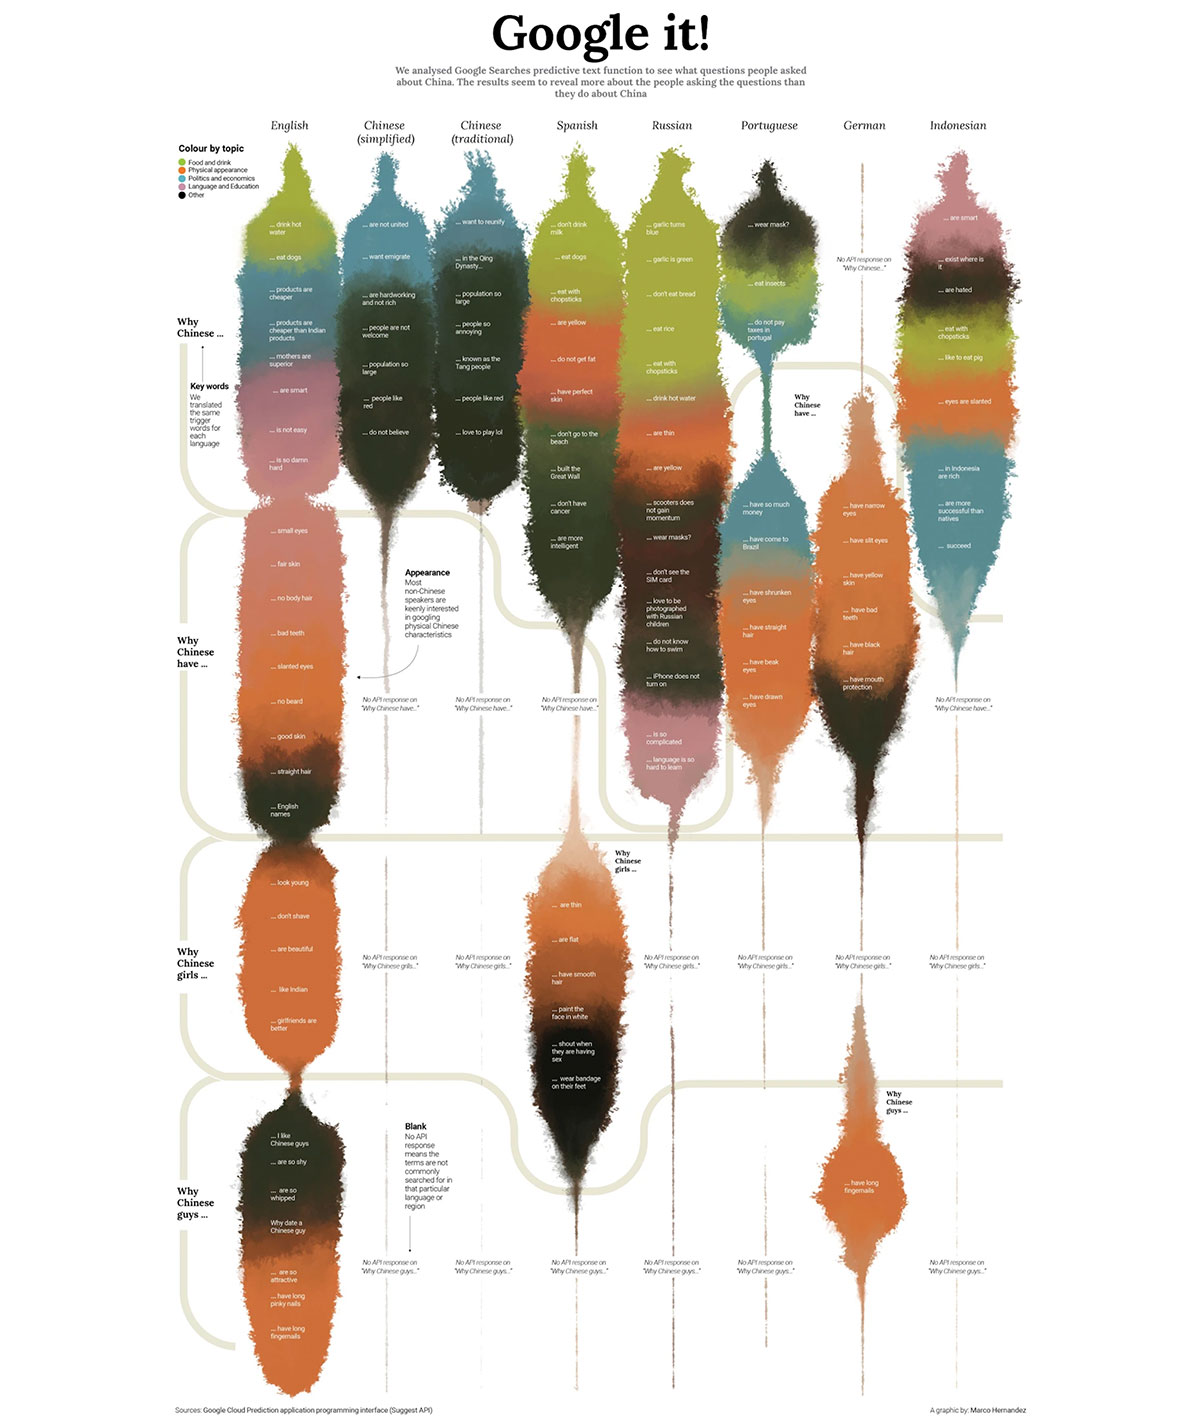 Google it!
We analysed Google Searches predictive text function to see what questions people asked
about China. The results seem to reveal more about the people asking the questions than
they do about China
English
Chinese
(simplified)
Chinese
(traditional)
Spanish
Russian
Portuguese
German
Indonesian
Colour by topic
Food and drink
Physical appearance
Politics and economics
Language and Education
Other
Why
Chinese ...
Key words
We
translated
the same
trigger
words for
each
language
... drink hot
water
... eat dogs
... products are
cheaper
... products are
cheaper than Indian
products
... mothers are
superior
... are smart
... is not easy
... is so damn
hard
... are not united
... want emigrate
... are hardworking
and not rich
... people are not
welcome
... population so
large
... people like
red
... do not believe
... want to reunify
... in the Qing
Dynasty...
... population so
large
... people so
annoying
... known as the
Tang people
... people like red
... love to play lol
... don't drink
milk
... eat dogs
... eat with
chopsticks
... are yellow
... do not get fat
... have perfect
skin
... don't go to the
beach
... built the
Great Wall
... don't have
cancer
... are more
intelligent
... garlic turns
blue
... garlic is green
... don't eat bread
... eat rice
... eat with
chopsticks
... drink hot water
... are thin
... are yellow
... scooters does
not gain
momentum
... wear masks?
... don't see the
SIM card
... love to be
photographed
with Russian
children
... do not know
how to swim
... iPhone does not
turn on
... is so
complicated
... language is so
hard to learn
... wear mask?
... eat insects
... do not pay
taxes in
portugal
No API response on
"Why Chinese..."
... are smart
... exist where is
it
... are hated
... eat with
chopsticks
... like to eat pig
... eyes are slanted
... in Indonesia
are rich
... are more
successful than
natives
... succeed
Why
Chinese
have ...
... small eyes
... fair skin
... no body hair
... bad teeth
... slanted eyes
... no beard
... good skin
... straight hair
... English
names
Appearance
Most
non-Chinese
speakers are
keenly interested
in googling
physical Chinese
characteristics
No API response on
"Why Chinese have..."
No API response on
"Why Chinese have..."
No API response on
"Why Chinese have..."
Why
Chinese
have ...
... have so much
money
... have come to
Brazil
... have shrunken
eyes
... have straight
hair
... have beak
eyes
... have drawn
eyes
... have narrow
eyes
... have slit eyes
... have yellow
skin
... have bad
teeth
... have black
hair
... have mouth
protection
No API response on
"Why Chinese have..."
Why
Chinese
girls ...
... look young
... don't shave
... are beautiful
... like Indian
... girlfriends are
better
No API response on
"Why Chinese girls..."
No API response on
"Why Chinese girls..."
Why
Chinese
girls ...
... are thin
... are flat
... have smooth
hair
... paint the
face in white
... shout when
they are having
sex
... wear bandage
on their feet
No API response on
"Why Chinese girls..."
No API response on
"Why Chinese girls..."
No API response on
"Why Chinese girls..."
No API response on
"Why Chinese girls..."
Why
Chinese
guys ...
... I like
Chinese guys
... are so shy
... are so
whipped
Why date a
Chinese guy
... are so
attractive
... have long
pinky nails
... have long
fingernails
Blank
No API
response
means the
terms are not
commonly
searched for in
that particular
language or
region
No API response on
"Why Chinese guys..."
No API response on
"Why Chinese guys..."
No API response on
"Why Chinese guys..."
No API response on
"Why Chinese guys..."
No API response on
"Why Chinese guys..."
Why
Chinese
guys ...
... have long
fingernails
No API response on
"Why Chinese guys..."
Sources: Google Cloud Prediction application programming interface (Suggest API)
A graphic by: Marco Hernandez